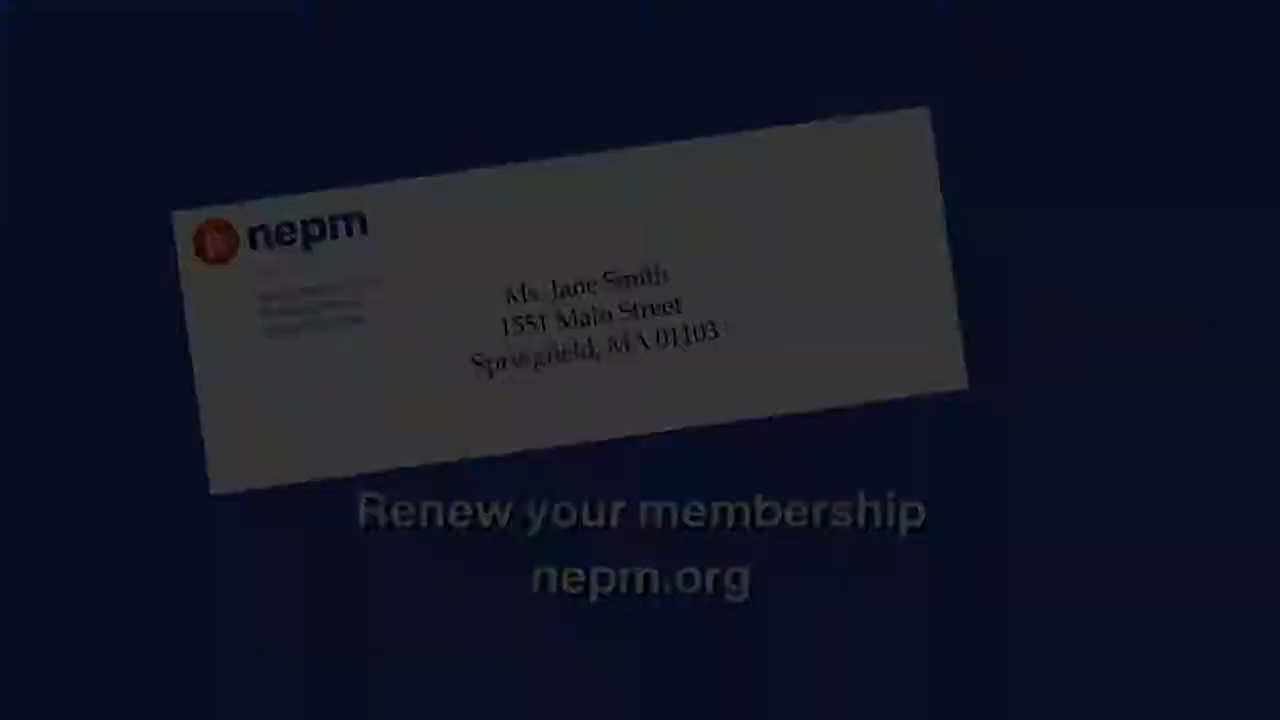 nepm
Ms. Jane Smith
1551 Main Street
Springfield, MA 01103
Renew your membership
nepm.org